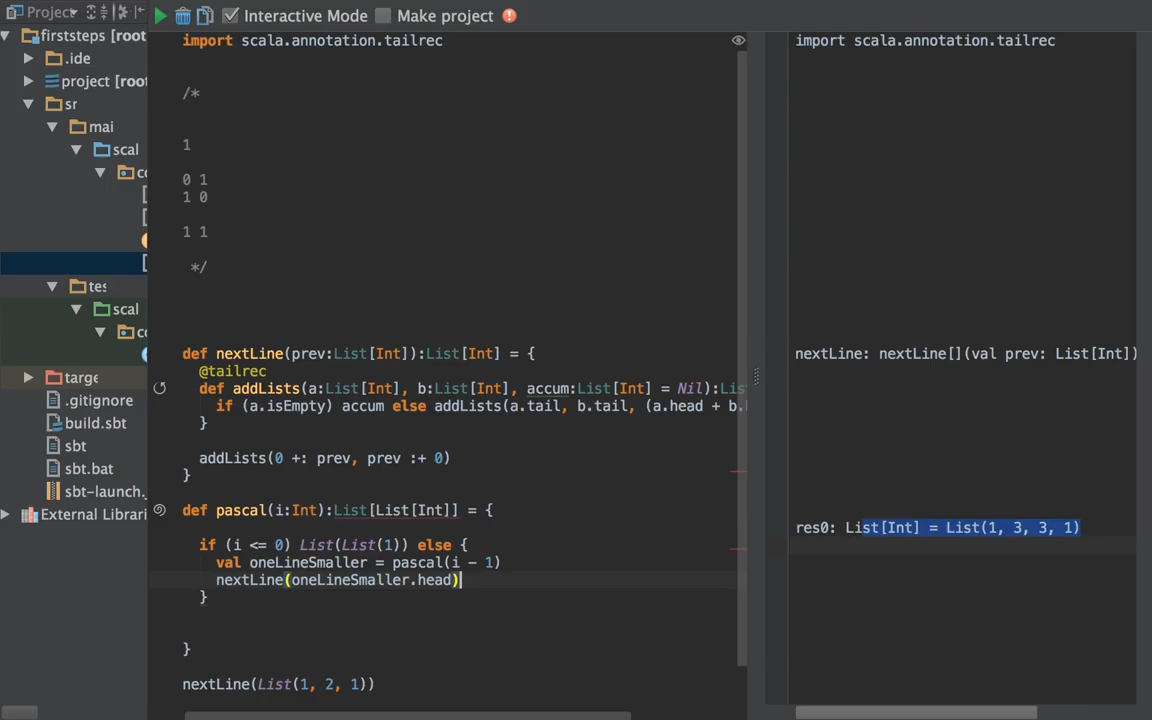 Project
Interactive Mode
Make project
firststeps [root
.ide
project [root
sr
mai
scal
co
tes
scal
co
targe
.gitignore
build.sbt
sbt
sbt.bat
sbt-launch.
External Librari
import scala.annotation.tailrec
/*
1
0 1
1 0
1 1
*/
def nextLine(prev:List[Int]):List[Int] = {
@tailrec
def addLists(a:List[Int], b:List[Int], accum:List[Int] = Nil):Lis
if (a.isEmpty) accum else addLists(a.tail, b.tail, (a.head + b.h
}
addLists(0 +: prev, prev :+ 0)
}
def pascal(i:Int):List[List[Int]] = {
if (i <= 0) List(List(1)) else {
val oneLineSmaller = pascal(i - 1)
nextLine(oneLineSmaller.head)
}
}
nextLine(List(1, 2, 1))
import scala.annotation.tailrec
nextLine: nextLine[](val prev: List[Int])
res0: List[Int] = List(1, 3, 3, 1)